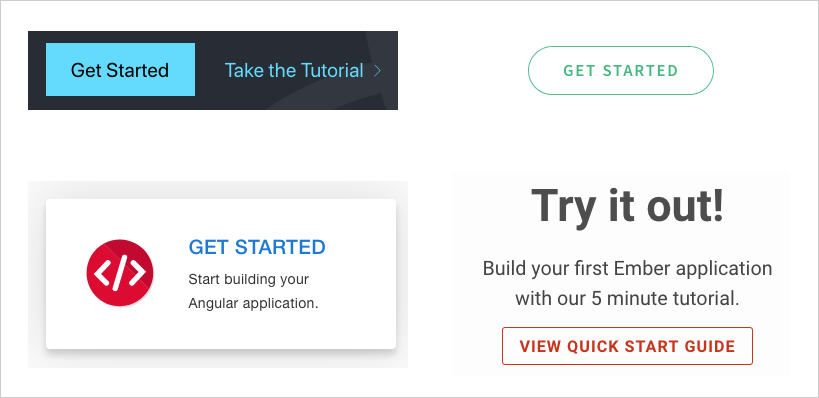 Get Started
Take the Tutorial
GET STARTED
GET STARTED
Start building your
Angular application.
Try it out!
Build your first Ember application
with our 5 minute tutorial.
VIEW QUICK START GUIDE